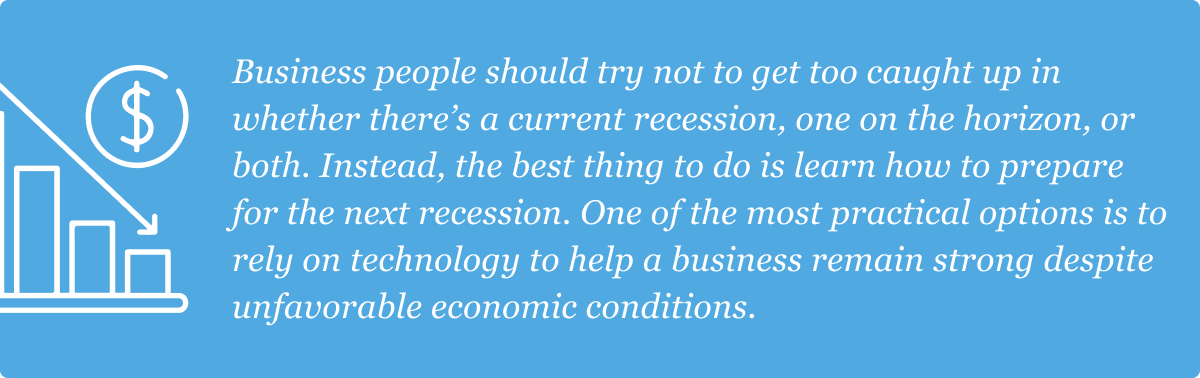 $
Business people should try not to get too caught up in
whether there’s a current recession, one on the horizon, or
both. Instead, the best thing to do is learn how to prepare
for the next recession. One of the most practical options is to
rely on technology to help a business remain strong despite
unfavorable economic conditions.